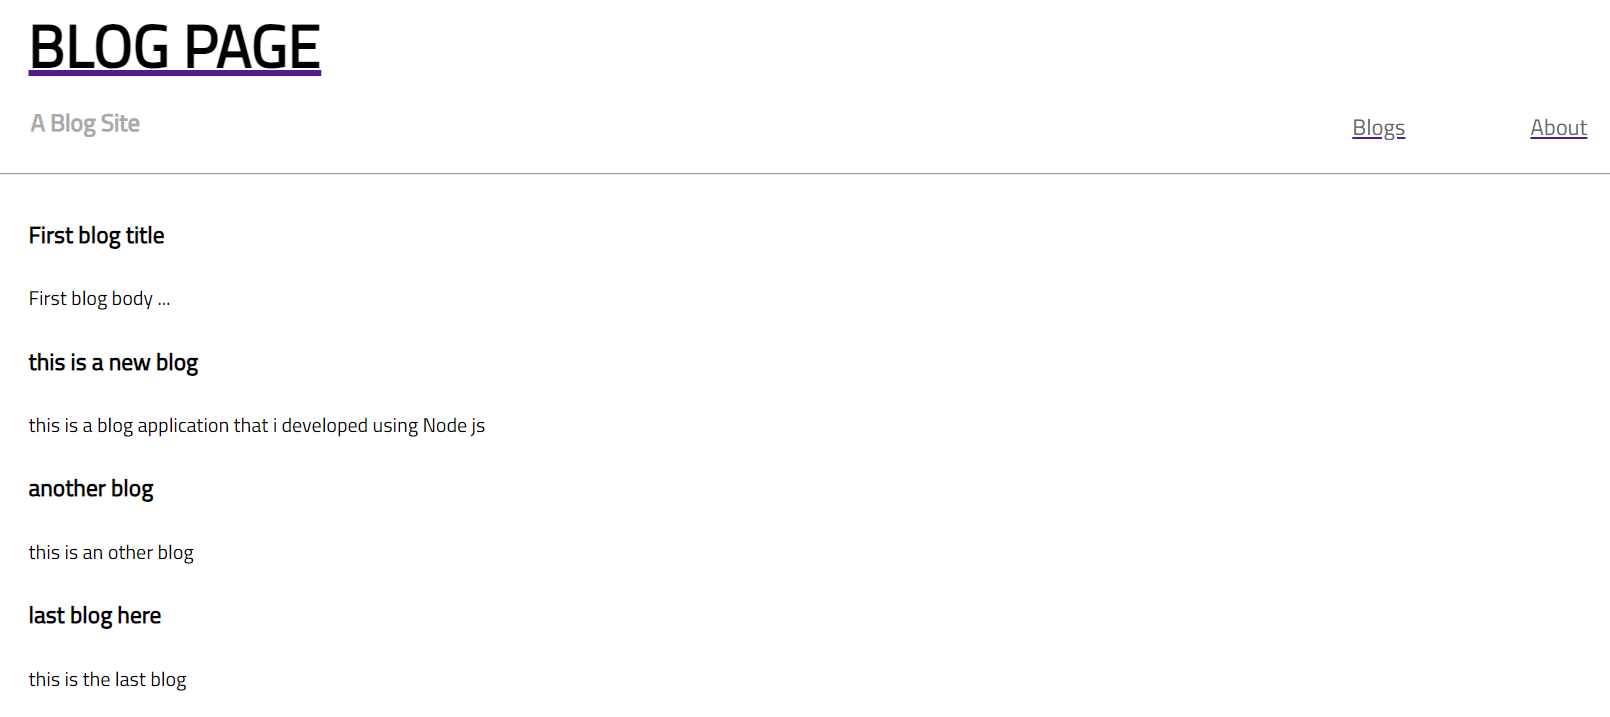 BLOG PAGE
A Blog Site
Blogs
About
First blog title
First blog body ...
this is a new blog
this is a blog application that i developed using Node js
another blog
this is an other blog
last blog here
this is the last blog